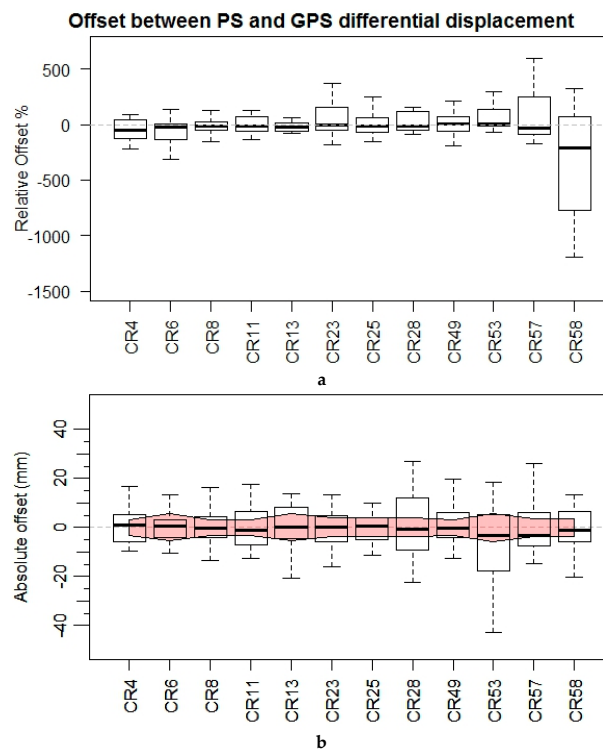 Offset between PS and GPS differential displacement
Relative Offset %
500
0
-500
-1000
-1500
CR4
CR6
CR8
CR11
CR13
CR23
CR25
CR28
CR49
CR53
CR57
CR58
a
Absolute offset (mm)
40
20
0
-20
-40
CR4
CR6
CR8
CR11
CR13
CR23
CR25
CR28
CR49
CR53
CR57
CR58
b